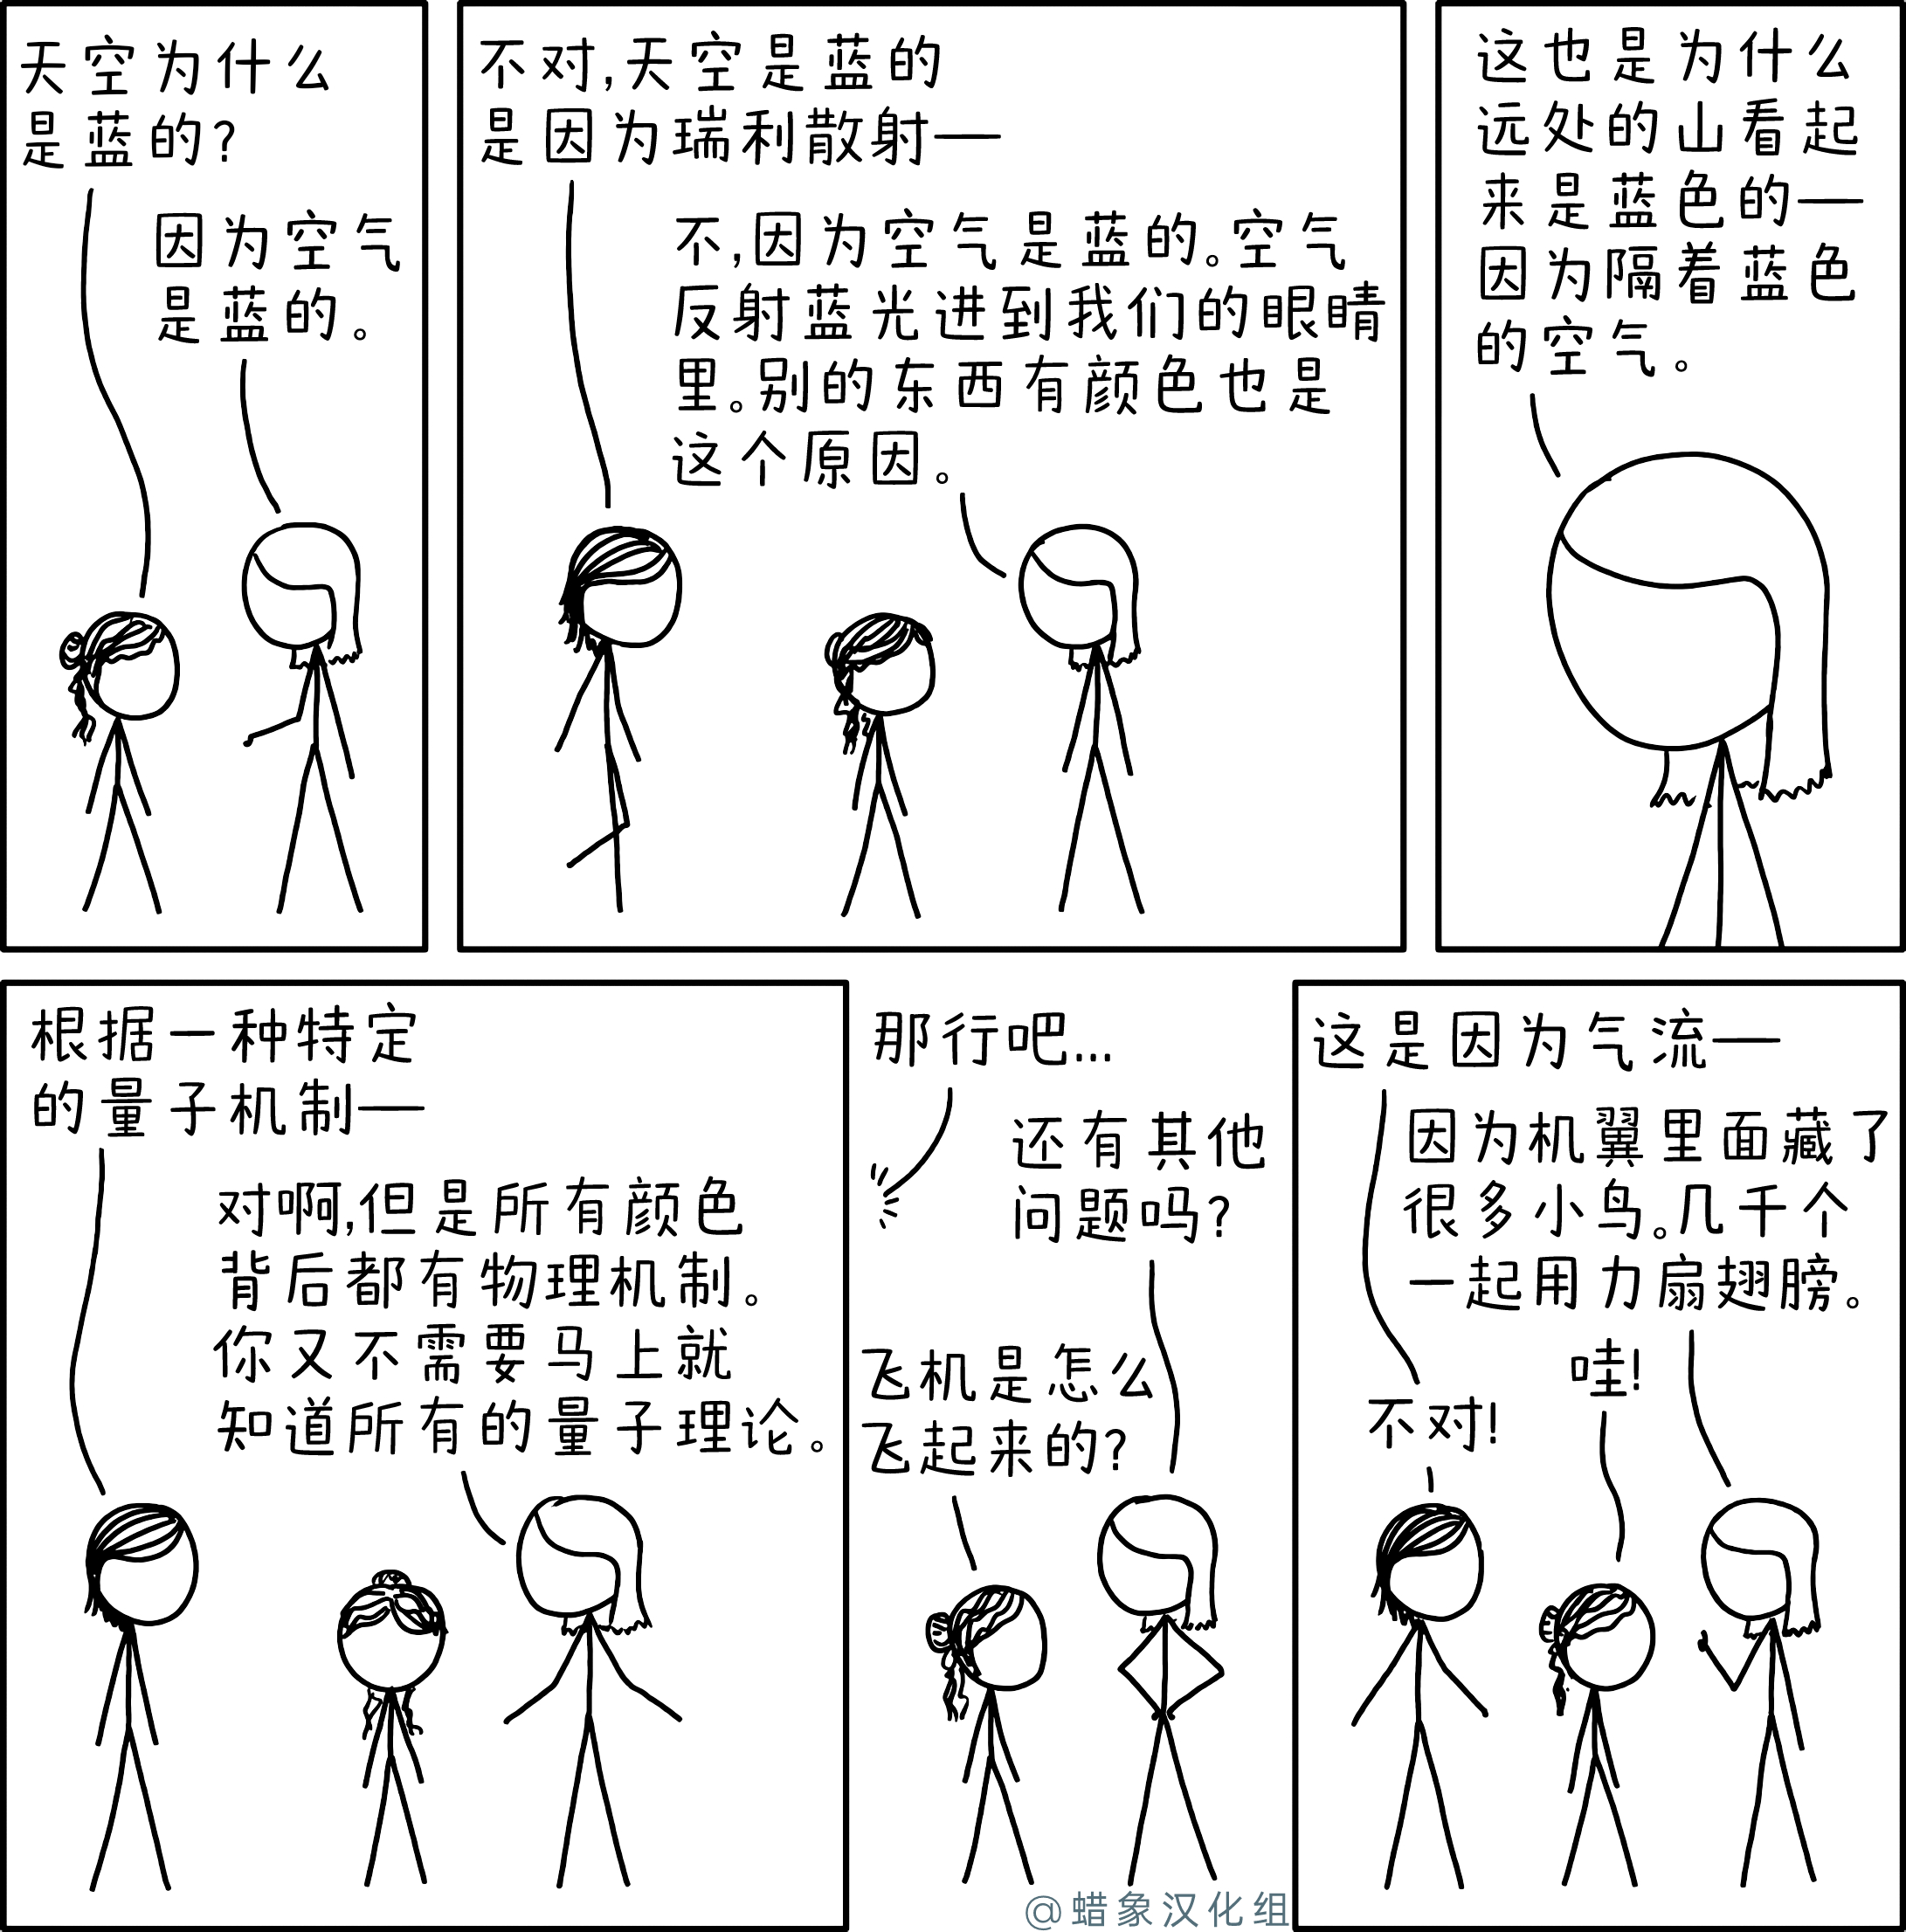 天空为什么
是蓝的?
因为空气
是蓝的。
不对,天空是蓝的
是因为瑞利散射—
不,因为空气是蓝的。空气
反射蓝光进到我们的眼睛
里。别的东西有颜色也是
这个原因。
这也是为什么
远处的山看起
来是蓝色的—
因为隔着蓝色
的空气。
根据一种特定
的量子机制—
对啊,但是所有颜色
背后都有物理机制。
你又不需要马上就
知道所有的量子理论。
那行吧...
还有其他
问题吗?
飞机是怎么
飞起来的?
这是因为气流—
因为机翼里面藏了
很多小鸟。几千个
一起用力扇翅膀。
哇!
不对!
@蜡象汉化组